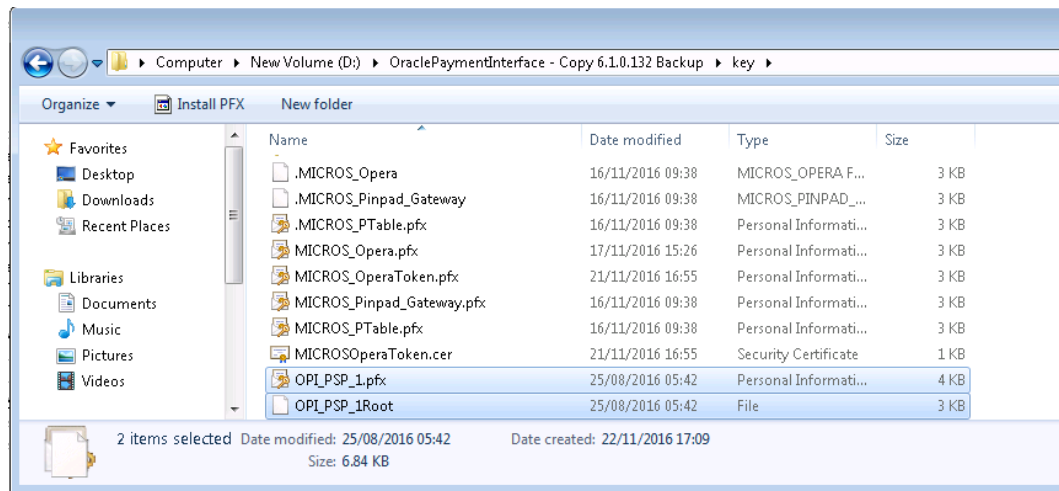 Computer New Volume (D:) OraclePaymentInterface - Copy 6.1.0.132 Backup key
Organize Install PFX New folder
Favorites
Desktop
Downloads
Recent Places
Libraries
Documents
Music
Pictures
Videos
Name Date modified Type Size
.MICROS_Opera 16/11/2016 09:38 MICROS_OPERA F... 3 KB
.MICROS_Pinpad_Gateway 16/11/2016 09:38 MICROS_PINPAD_... 3 KB
.MICROS_PTable.pfx 16/11/2016 09:38 Personal Informati... 3 KB
MICROS_Opera.pfx 17/11/2016 15:26 Personal Informati... 3 KB
MICROS_OperaToken.pfx 21/11/2016 16:55 Personal Informati... 3 KB
MICROS_Pinpad_Gateway.pfx 16/11/2016 09:38 Personal Informati... 3 KB
MICROS_PTable.pfx 16/11/2016 09:38 Personal Informati... 3 KB
MICROSOperaToken.cer 21/11/2016 16:55 Security Certificate 1 KB
OPI_PSP_1.pfx 25/08/2016 05:42 Personal Informati... 4 KB
OPI_PSP_1Root 25/08/2016 05:42 File 3 KB
2 items selected Date modified: 25/08/2016 05:42 Date created: 22/11/2016 17:09
Size: 6.84 KB